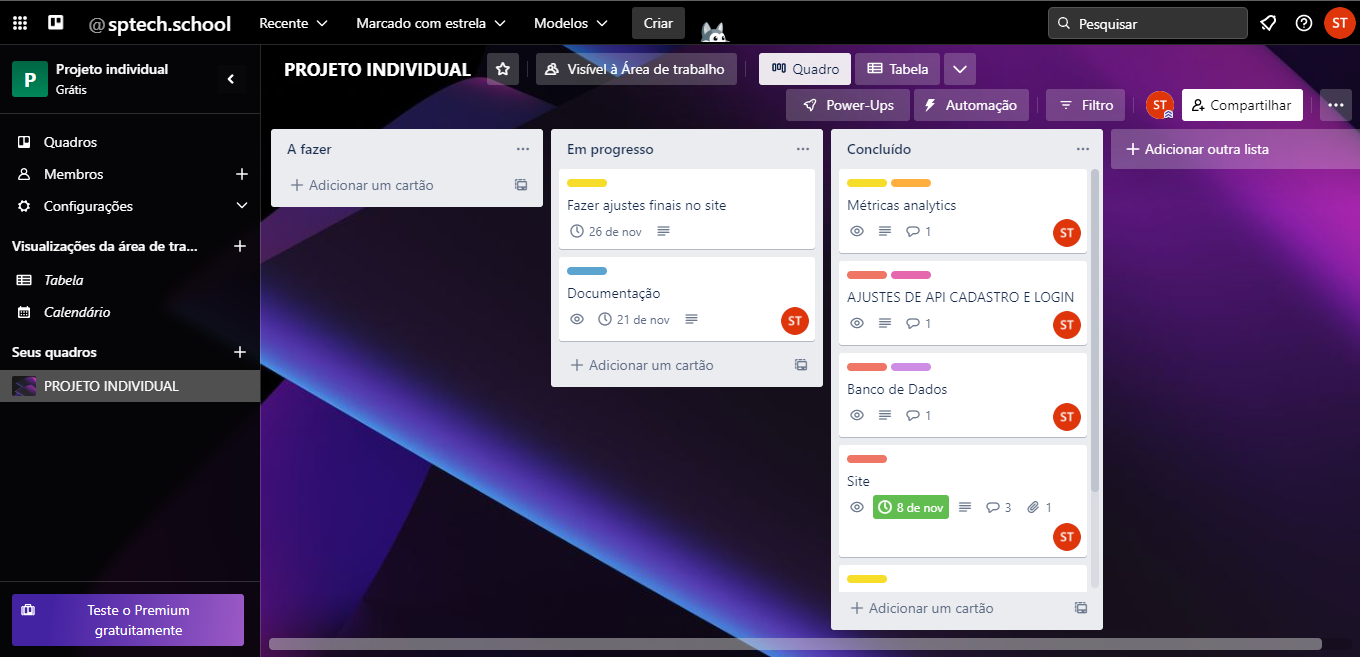 @sptech.school
Recente
Marcado com estrela
Modelos
Criar
Pesquisar
ST
P
Projeto individual
Grátis
Quadros
Membros
Configurações
Visualizações da área de tra...
Tabela
Calendário
Seus quadros
PROJETO INDIVIDUAL
Teste o Premium
gratuitamente
PROJETO INDIVIDUAL
Visível à Área de trabalho
Quadro
Tabela
Power-Ups
Automação
Filtro
ST
Compartilhar
A fazer
Adicionar um cartão
Em progresso
Fazer ajustes finais no site
26 de nov
Documentação
21 de nov
ST
Adicionar um cartão
Concluído
Métricas analytics
1
ST
AJUSTES DE API CADASTRO E LOGIN
1
ST
Banco de Dados
1
ST
Site
8 de nov
3
1
ST
Adicionar um cartão
Adicionar outra lista